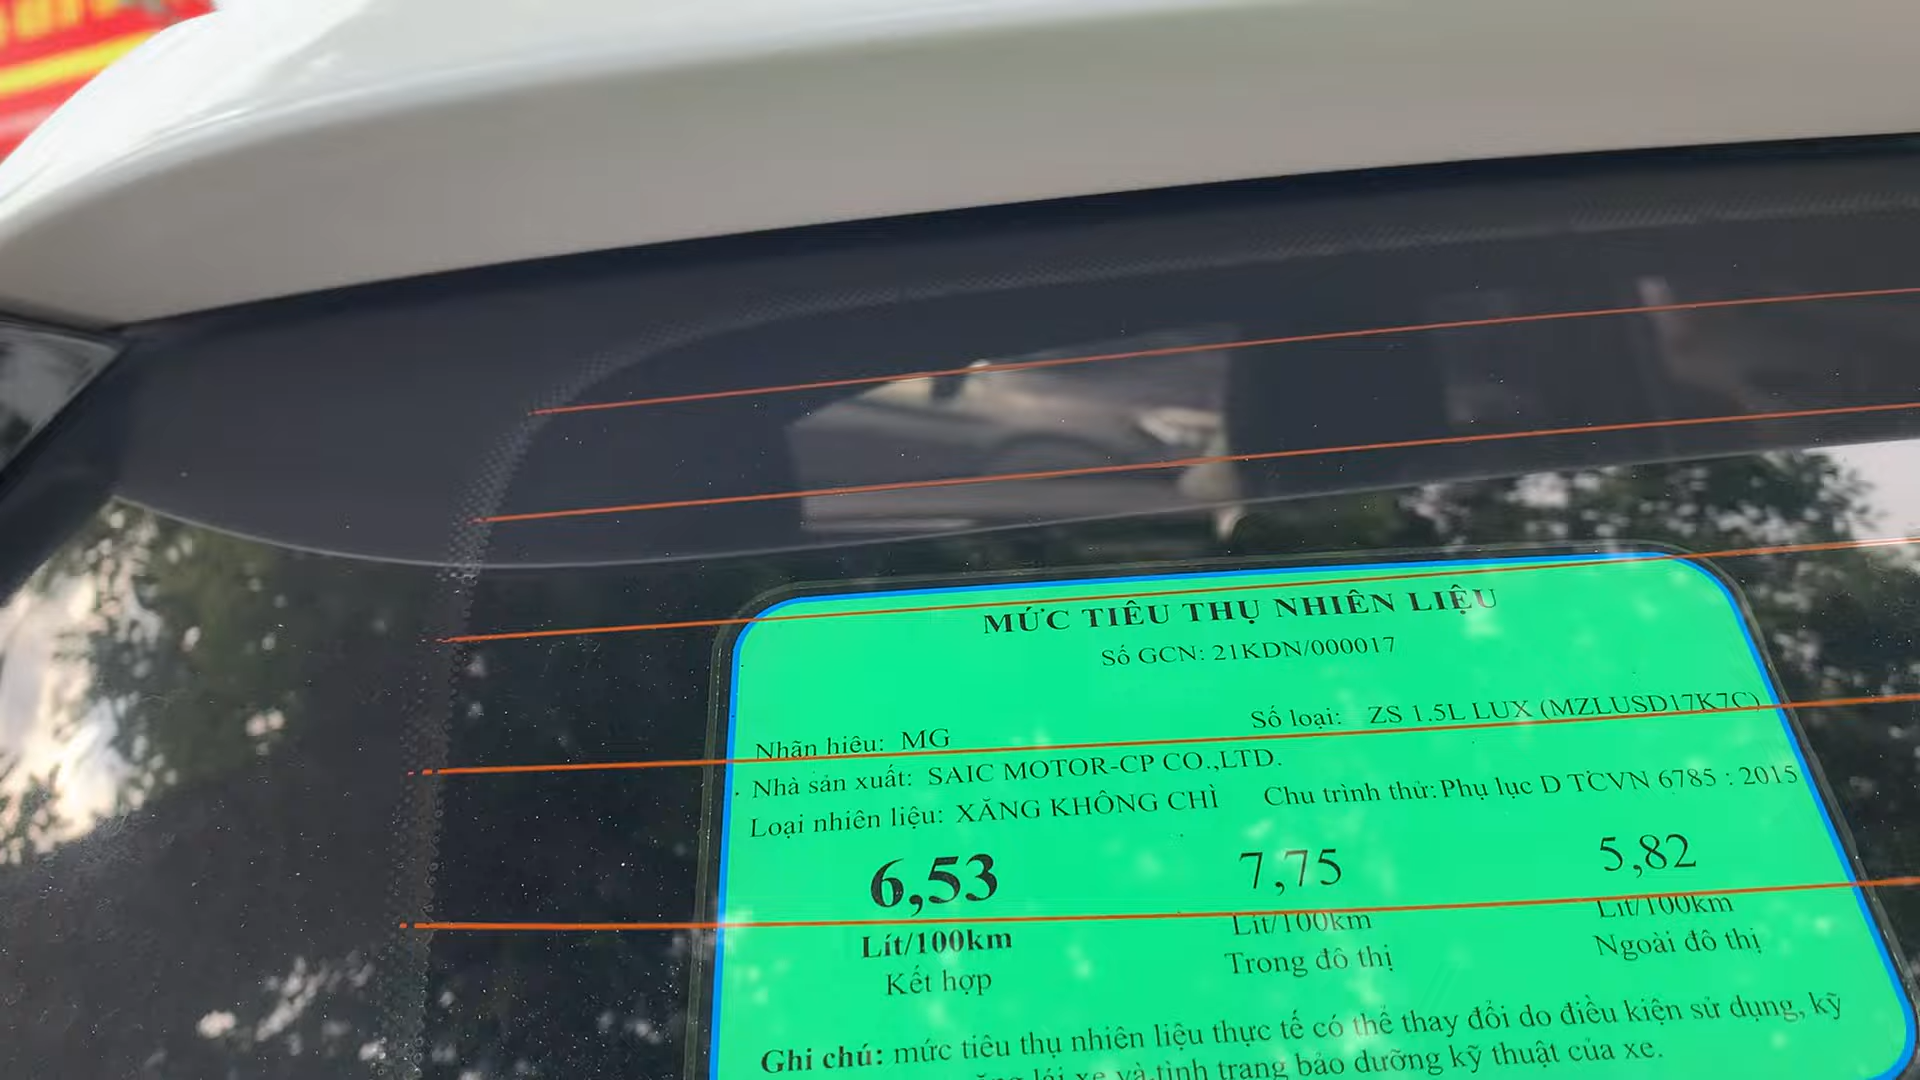 MỨC TIÊU THỤ NHIÊN LIỆU
Số GCN: 21KDN/000017
Nhãn hiệu: MG Số loại: ZS 1.5L LUX (MZLUSD17K7C)
Nhà sản xuất: SAIC MOTOR-CP CO.,LTD.
Loại nhiên liệu: XĂNG KHÔNG CHÌ Chu trình thử: Phụ lục D TCVN 6785 : 2015
6,53 7,75 5,82
Lít/100km Lít/100km Lít/100km
Kết hợp Trong đô thị Ngoài đô thị
Ghi chú: mức tiêu thụ nhiên liệu thực tế có thể thay đổi do điều kiện sử dụng, kỹ
lái xe và tình trạng bảo dưỡng kỹ thuật của xe.